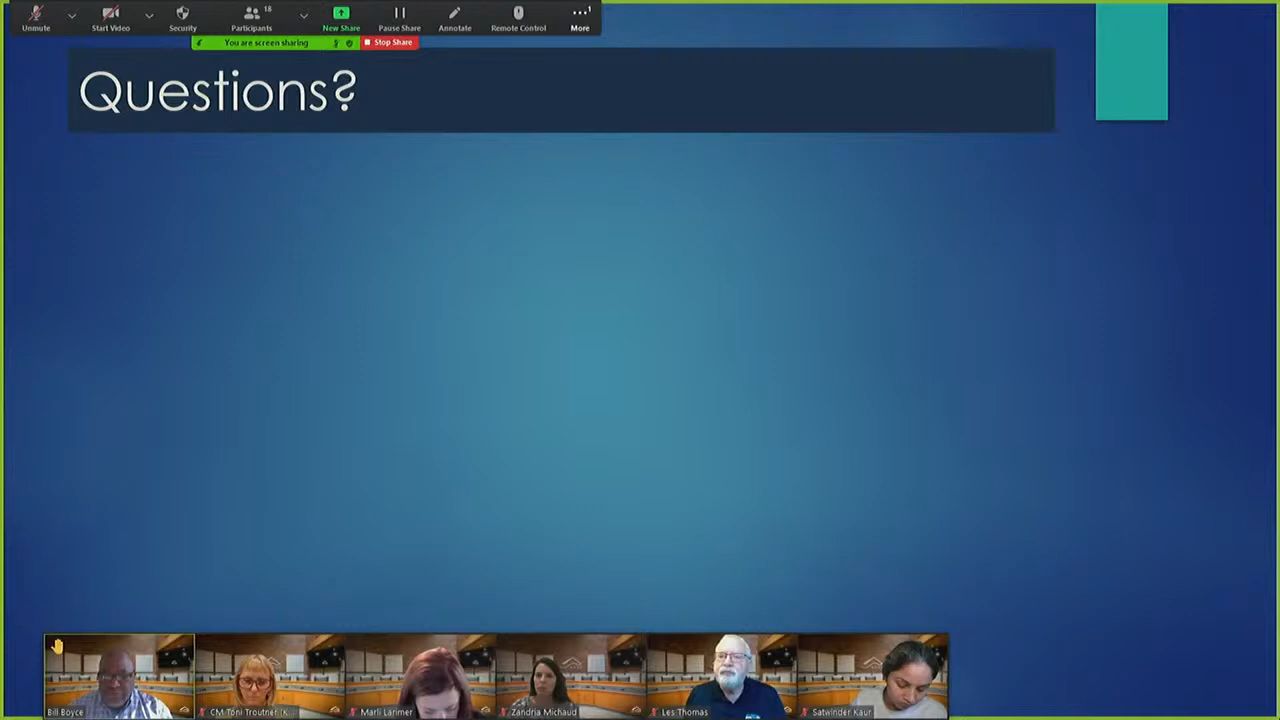 Unmute
Start Video
Security
18
Participants
New Share
Pause Share
Annotate
Remote Control
1
More
You are screen sharing
Stop Share
Questions?
Bill Boyce
CM Toni Troutner (K...
Marli Larimer
Zandria Michaud
Les Thomas
Satwinder Kaur